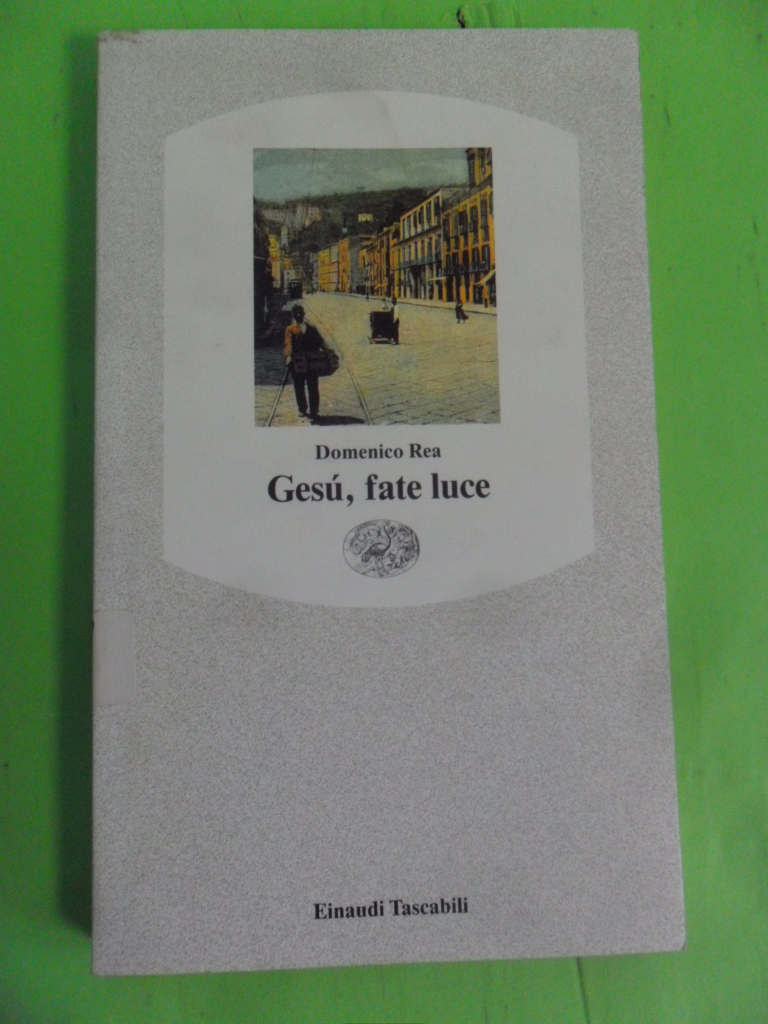 Domenico Rea
Gesú, fate luce
Einaudi Tascabili